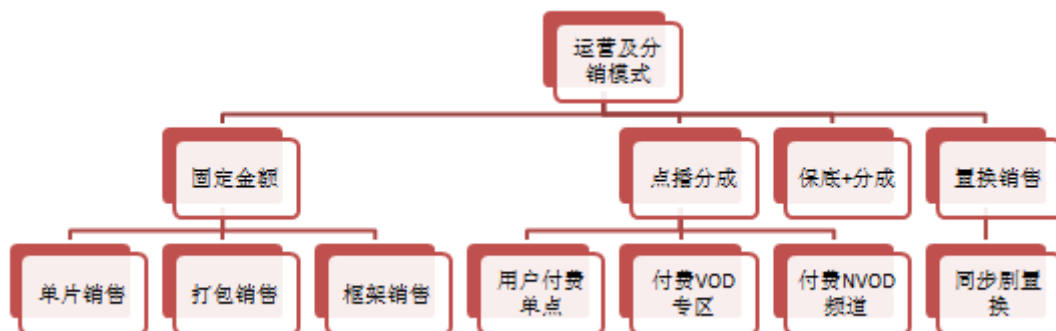 运营及分
销模式
固定金额
点播分成
保底+分成
置换销售
单片销售
打包销售
框架销售
用户付费
单点
付费VOD
专区
付费NVOD
频道
同步剧置
换